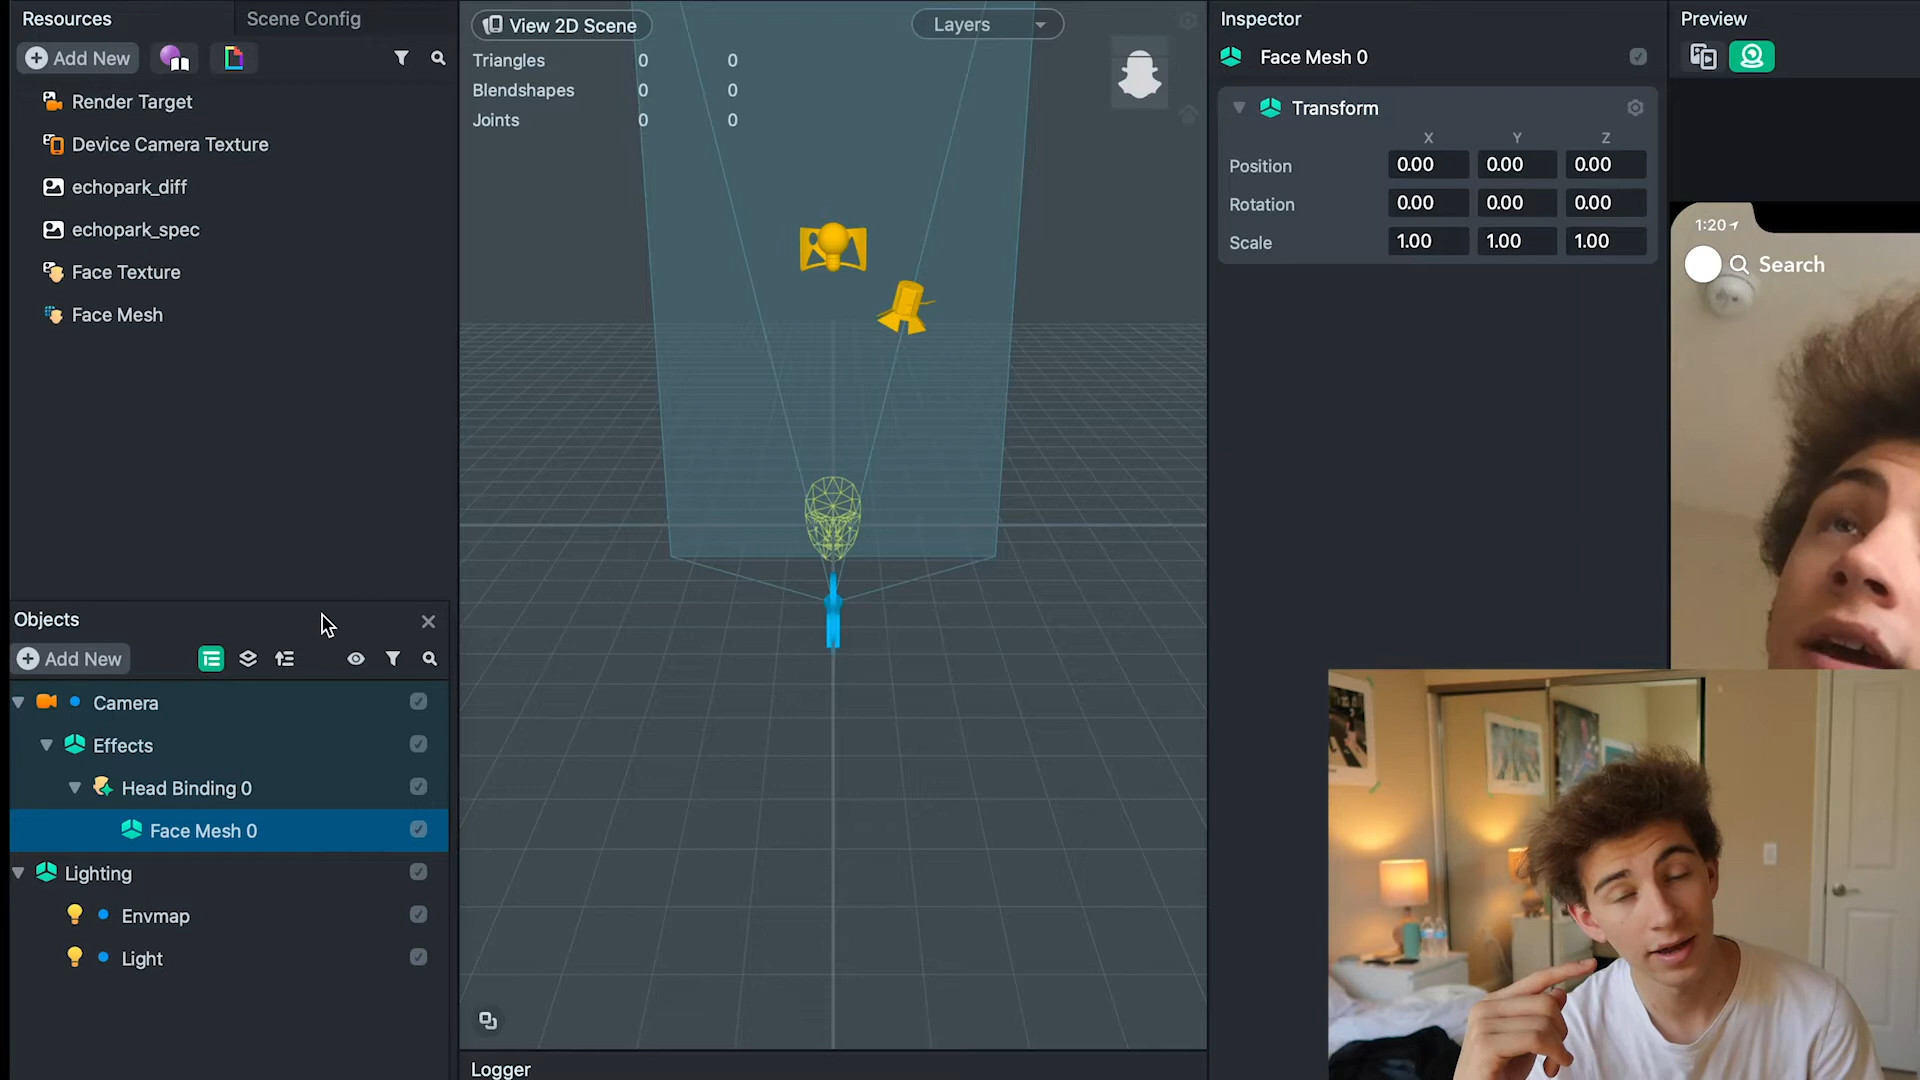 Resources
Scene Config
Add New
Render Target
Device Camera Texture
echopark_diff
echopark_spec
Face Texture
Face Mesh
Objects
Add New
Camera
Effects
Head Binding 0
Face Mesh 0
Lighting
Envmap
Light
View 2D Scene
Layers
Triangles 0 0
Blendshapes 0 0
Joints 0 0
Logger
Inspector
Face Mesh 0
Transform
X Y Z
Position 0.00 0.00 0.00
Rotation 0.00 0.00 0.00
Scale 1.00 1.00 1.00
Preview
1:20
Search